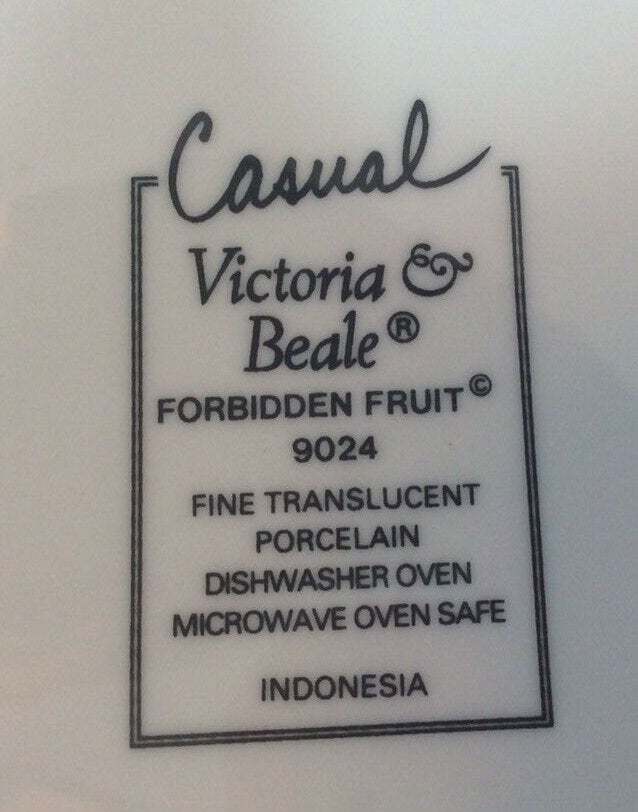 Casual
Victoria &
Beale®
FORBIDDEN FRUIT©
9024
FINE TRANSLUCENT
PORCELAIN
DISHWASHER OVEN
MICROWAVE OVEN SAFE
INDONESIA